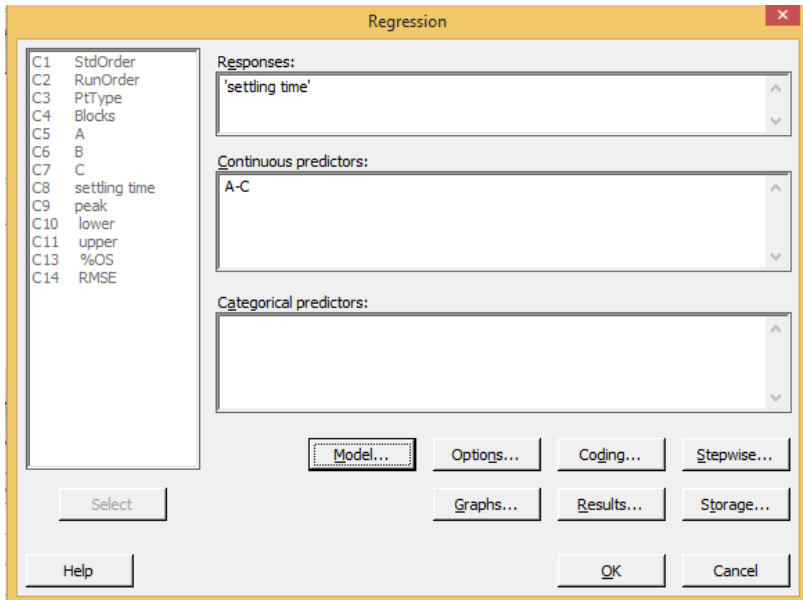 Regression
C1 StdOrder
C2 RunOrder
C3 PtType
C4 Blocks
C5 A
C6 B
C7 C
C8 settling time
C9 peak
C10 lower
C11 upper
C13 %OS
C14 RMSE
Responses:
'settling time'
Continuous predictors:
A-C
Categorical predictors:
Model... Options... Coding... Stepwise...
Select Graphs... Results... Storage...
Help OK Cancel